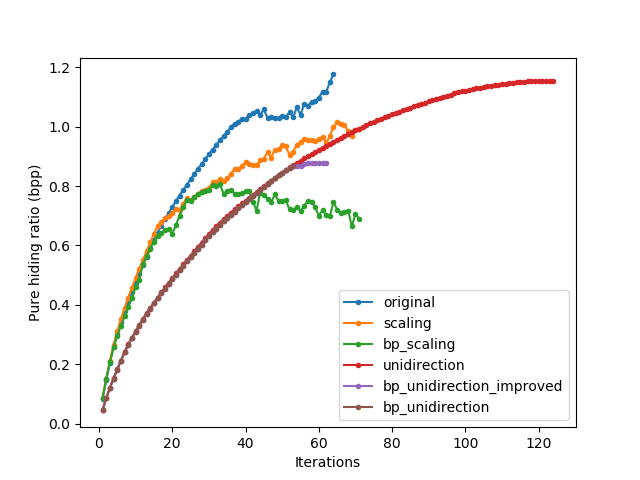 1.2
1.0
0.8
0.6
0.4
0.2
0.0
Pure hiding ratio (bpp)
original
scaling
bp_scaling
unidirection
bp_unidirection_improved
bp_unidirection
0 20 40 60 80 100 120
Iterations